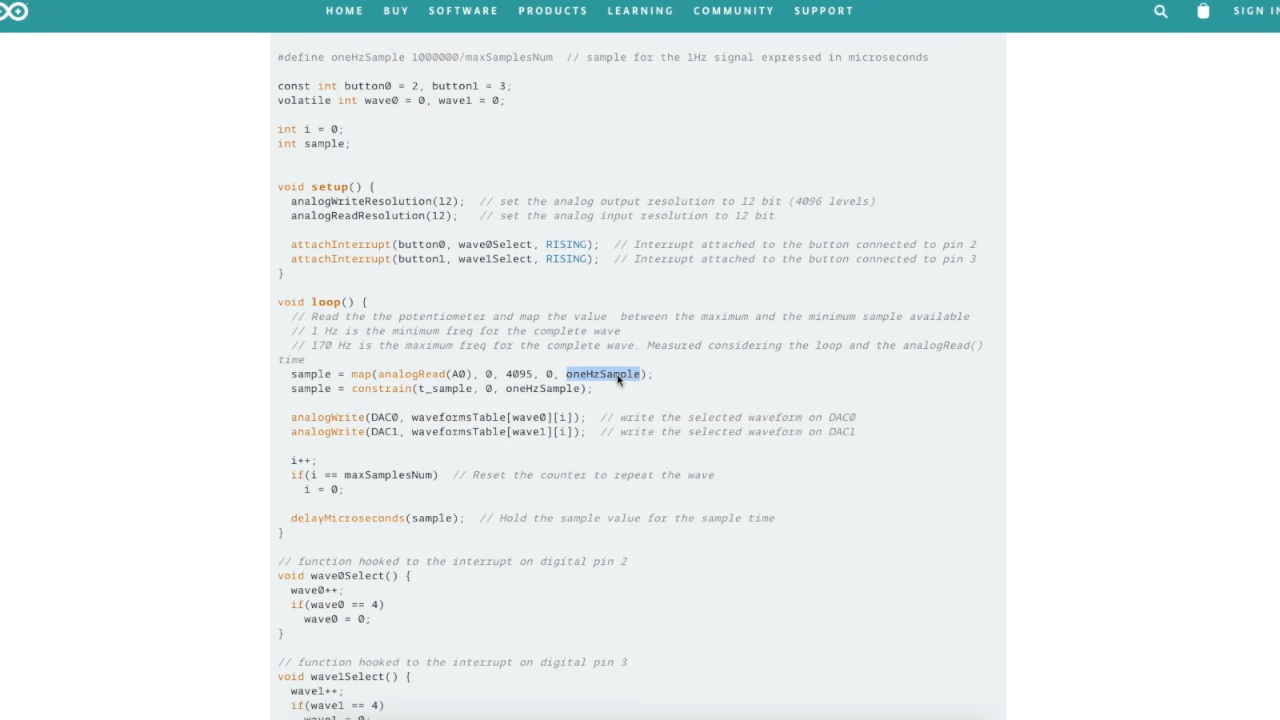 HOME BUY SOFTWARE PRODUCTS LEARNING COMMUNITY SUPPORT SIGN IN
#define oneHzSample 1000000/maxSamplesNum  // sample for the 1Hz signal expressed in microseconds
const int button0 = 2, button1 = 3;
volatile int wave0 = 0, wave1 = 0;
int i = 0;
int sample;
void setup() {
  analogWriteResolution(12);  // set the analog output resolution to 12 bit (4096 levels)
  analogReadResolution(12);   // set the analog input resolution to 12 bit
  attachInterrupt(button0, wave0Select, RISING);  // Interrupt attached to the button connected to pin 2
  attachInterrupt(button1, wave1Select, RISING);  // Interrupt attached to the button connected to pin 3
}
void loop() {
  // Read the the potentiometer and map the value  between the maximum and the minimum sample available
  // 1 Hz is the minimum freq for the complete wave
  // 170 Hz is the maximum freq for the complete wave. Measured considering the loop and the analogRead()
time
  sample = map(analogRead(A0), 0, 4095, 0, oneHzSample);
  sample = constrain(t_sample, 0, oneHzSample);
  analogWrite(DAC0, waveformsTable[wave0][i]);  // write the selected waveform on DAC0
  analogWrite(DAC1, waveformsTable[wave1][i]);  // write the selected waveform on DAC1
  i++;
  if(i == maxSamplesNum)  // Reset the counter to repeat the wave
    i = 0;
  delayMicroseconds(sample);  // Hold the sample value for the sample time
}
// function hooked to the interrupt on digital pin 2
void wave0Select() {
  wave0++;
  if(wave0 == 4)
    wave0 = 0;
}
// function hooked to the interrupt on digital pin 3
void wave1Select() {
  wave1++;
  if(wave1 == 4)
    wave1 = 0;